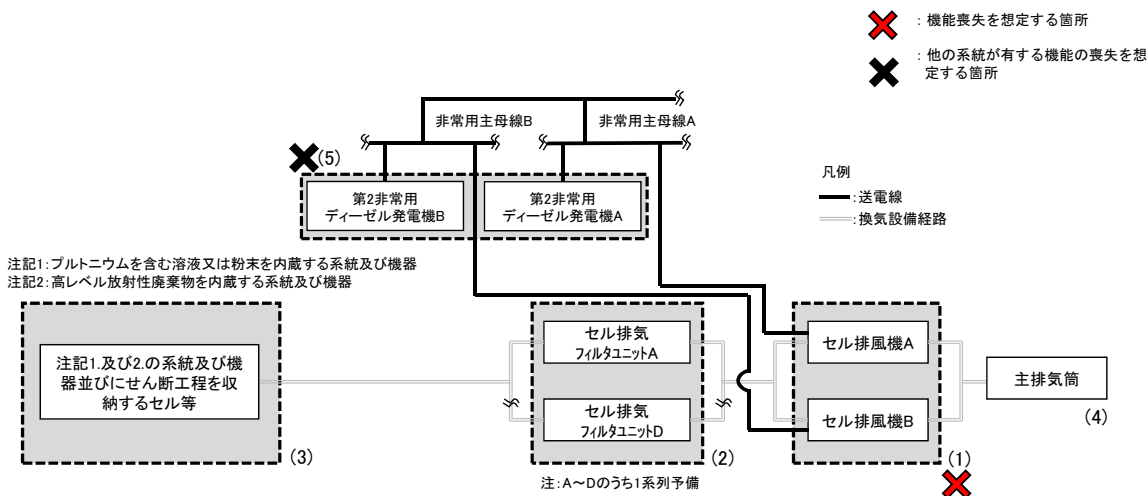 ：機能喪失を想定する箇所
：他の系統が有する機能の喪失を想
定する箇所
非常用主母線B
非常用主母線A
(5)
凡例
：送電線
：換気設備経路
第2非常用
ディーゼル発電機B
第2非常用
ディーゼル発電機A
注記1：プルトニウムを含む溶液又は粉末を内蔵する系統及び機器
注記2：高レベル放射性廃棄物を内蔵する系統及び機器
注記1.及び2.の系統及び機
器並びにせん断工程を収
納するセル等
(3)
セル排気
フィルタユニットA
セル排気
フィルタユニットD
(2)
注：A～Dのうち1系列予備
セル排風機A
セル排風機B
(1)
主排気筒
(4)